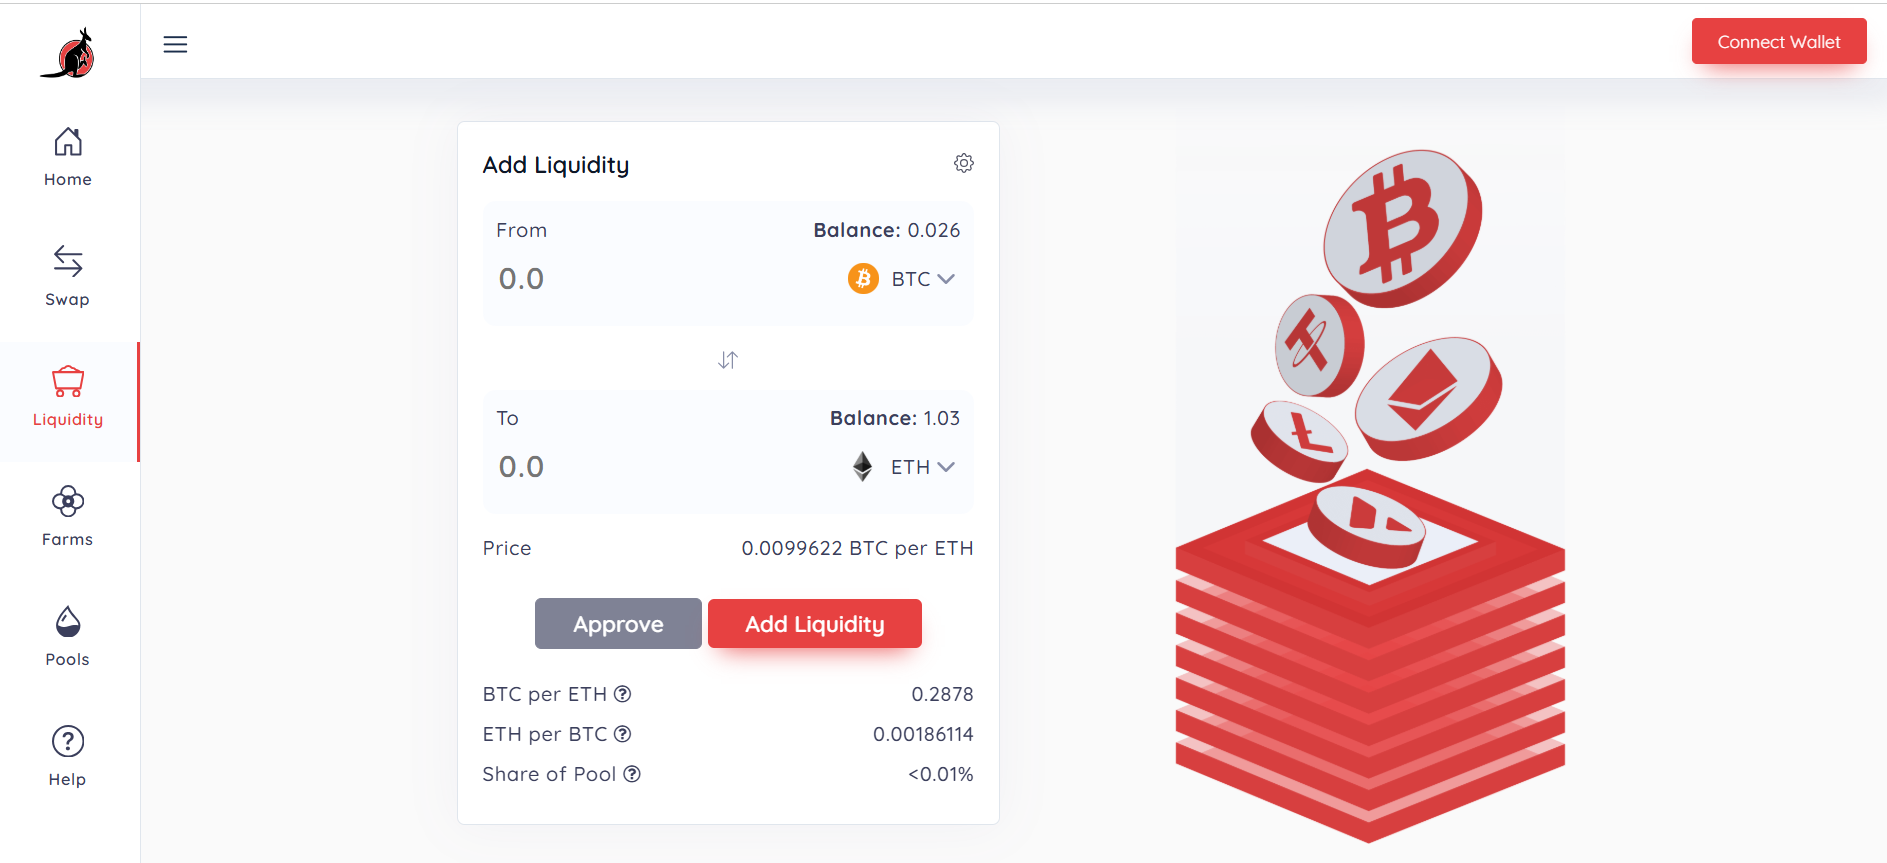 Connect Wallet
Home
Swap
Liquidity
Farms
Pools
Help
Add Liquidity
From Balance: 0.026
0.0 BTC
To Balance: 1.03
0.0 ETH
Price 0.0099622 BTC per ETH
Approve Add Liquidity
BTC per ETH ? 0.2878
ETH per BTC ? 0.00186114
Share of Pool ? <0.01%